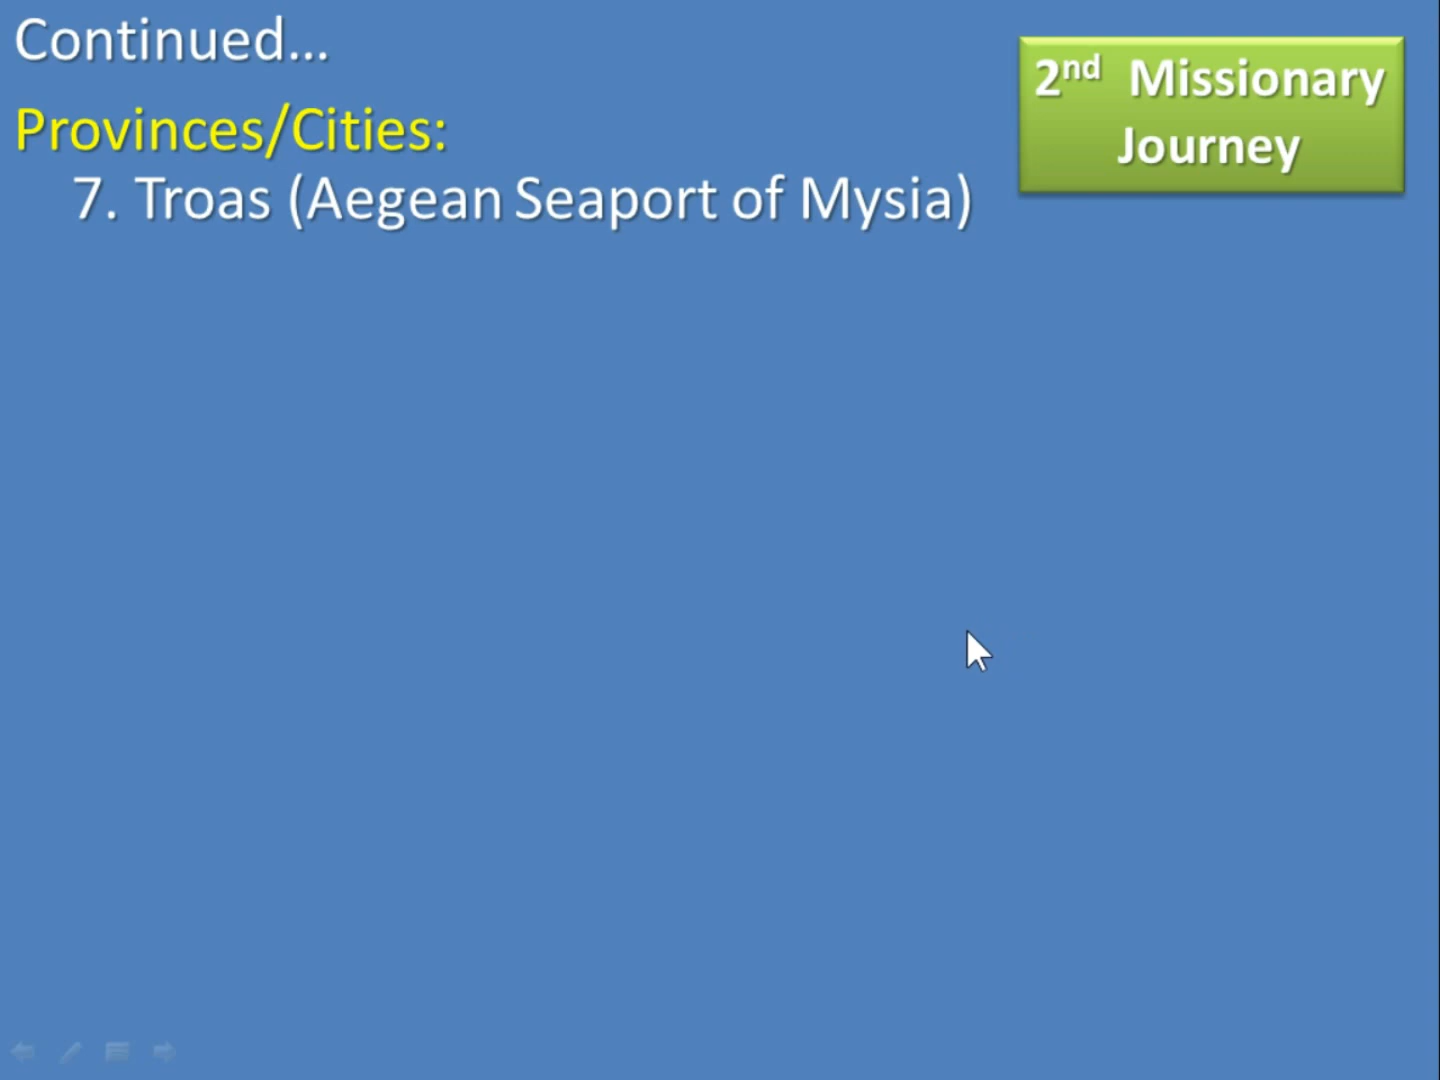 Continued...
2nd Missionary
Journey
Provinces/Cities:
7. Troas (Aegean Seaport of Mysia)